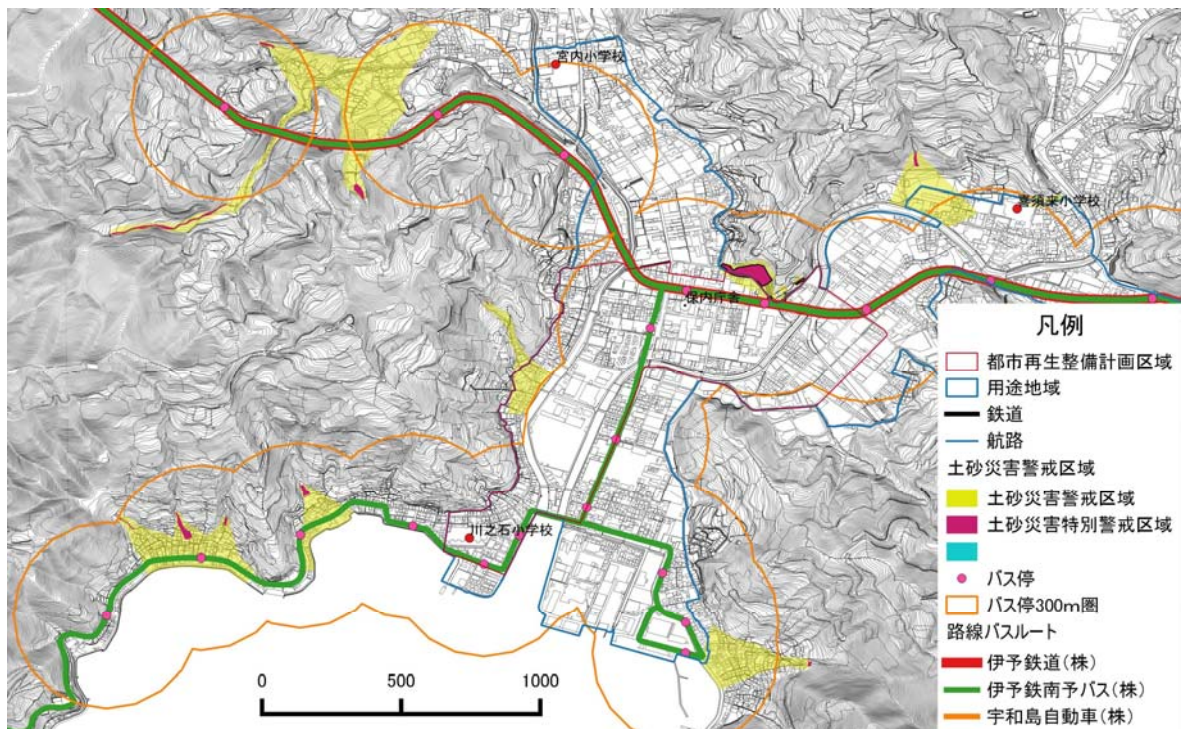 宮内小学校
喜須来小学校
保内庁舎
川之石小学校
0 500 1000
凡例
都市再生整備計画区域
用途地域
鉄道
航路
土砂災害警戒区域
土砂災害警戒区域
土砂災害特別警戒区域
バス停
バス停300m圏
路線バスルート
伊予鉄道(株)
伊予鉄南予バス(株)
宇和島自動車(株)